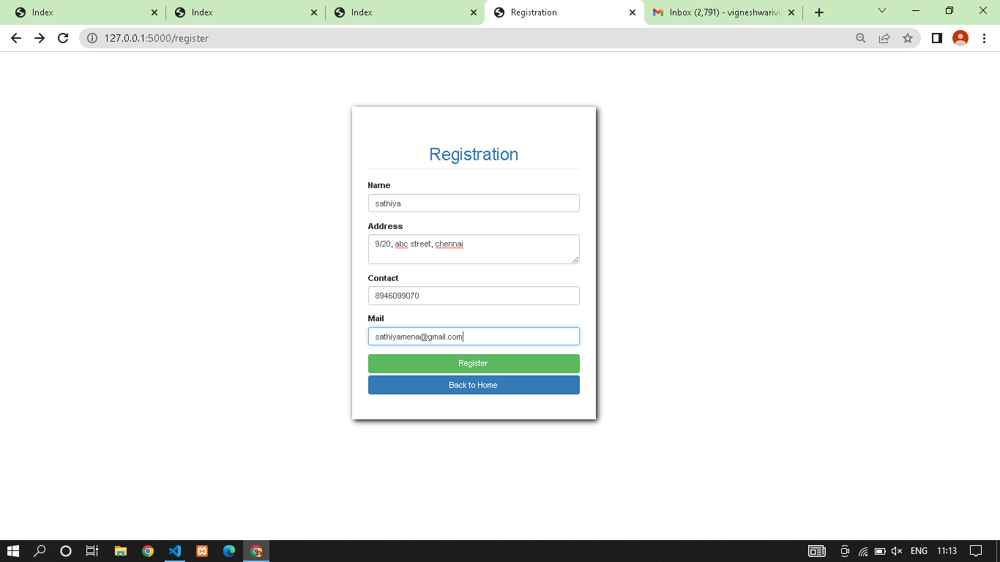 Index
Index
Index
Registration
Inbox (2,791) - vigneshwarivi
127.0.0.1:5000/register
Registration
Name
sathiya
Address
9/20, abc street, chennai
Contact
8946099070
Mail
sathiyamena@gmail.com
Register
Back to Home
ENG
11:13